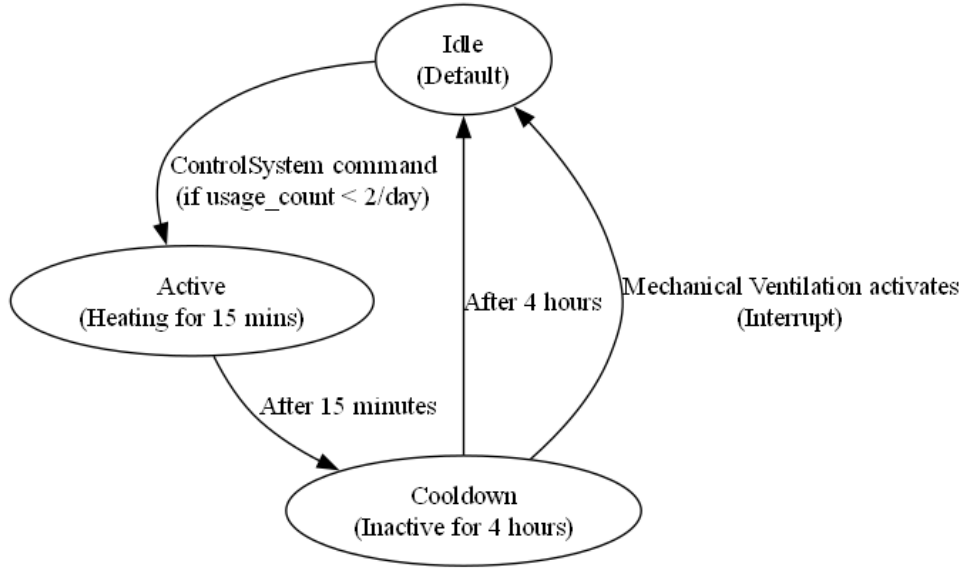 Idle
(Default)
ControlSystem command
(if usage_count < 2/day)
Active
(Heating for 15 mins)
After 4 hours
Mechanical Ventilation activates
(Interrupt)
After 15 minutes
Cooldown
(Inactive for 4 hours)